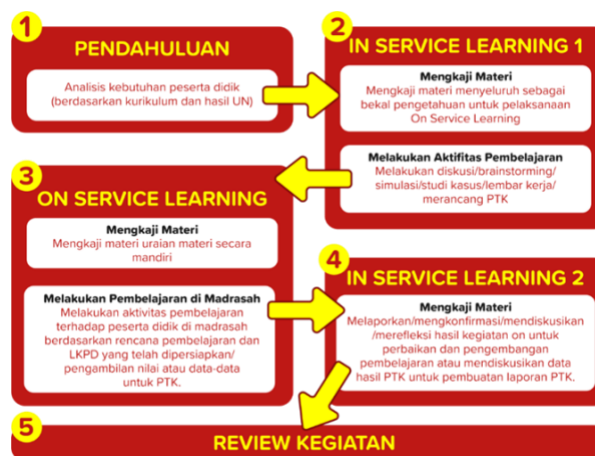 1
PENDAHULUAN
Analisis kebutuhan peserta didik
(berdasarkan kurikulum dan hasil UN)
2
IN SERVICE LEARNING 1
Mengkaji Materi
Mengkaji materi menyeluruh sebagai
bekal pengetahuan untuk pelaksanaan
On Service Learning
Melakukan Aktifitas Pembelajaran
Melakukan diskusi/brainstorming/
simulasi/studi kasus/lembar kerja/
merancang PTK
3
ON SERVICE LEARNING
Mengkaji Materi
Mengkaji materi uraian materi secara
mandiri
Melakukan Pembelajaran di Madrasah
Melakukan aktivitas pembelajaran
terhadap peserta didik di madrasah
berdasarkan rencana pembelajaran dan
LKPD yang telah dipersiapkan/
pengambilan nilai atau data-data
untuk PTK.
4
IN SERVICE LEARNING 2
Mengkaji Materi
Melaporkan/mengkonfirmasi/mendiskusikan
/merefleksi hasil kegiatan on untuk
perbaikan dan pengembangan
pembelajaran atau mendiskusikan data
hasil PTK untuk pembuatan laporan PTK.
5
REVIEW KEGIATAN